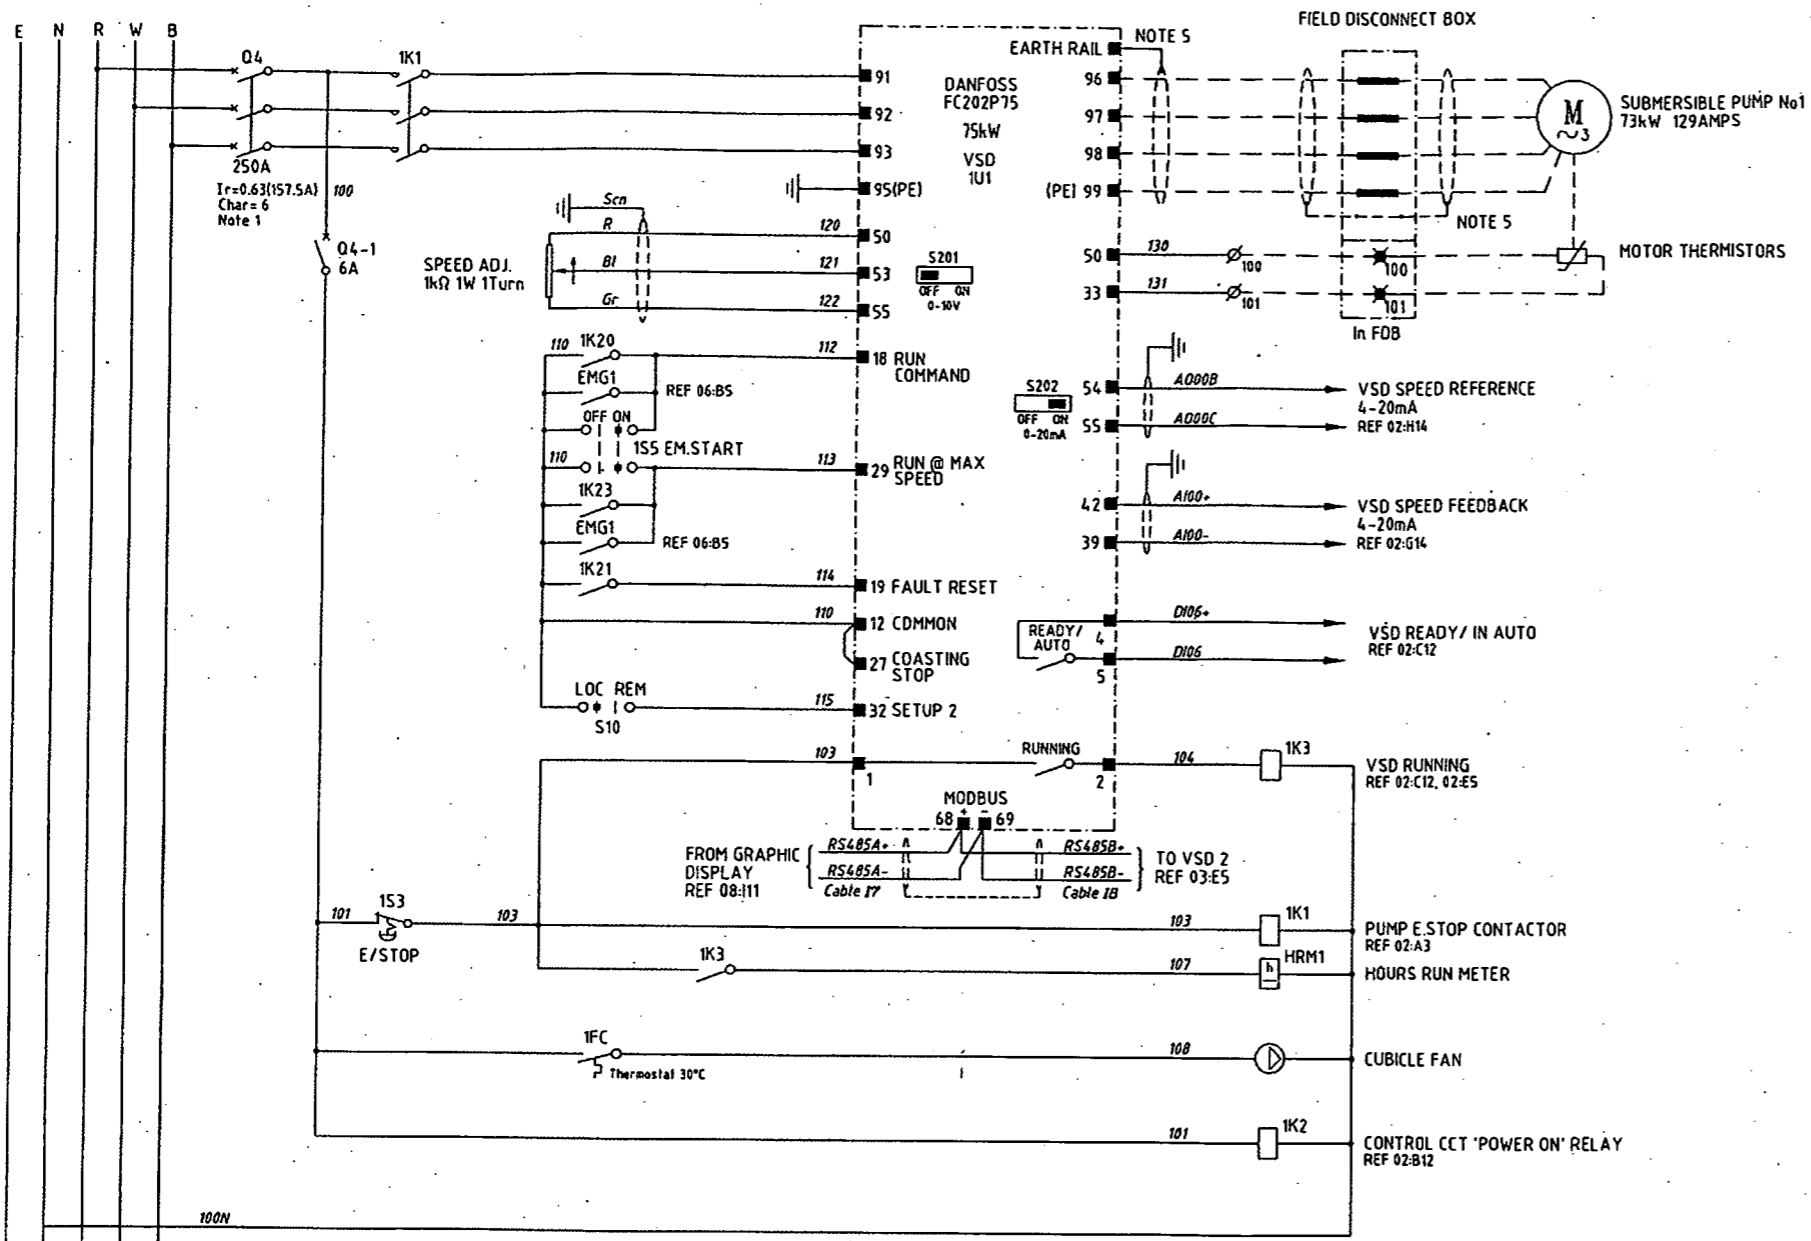 E N R W B
Q4
250A
Ir=0.63(157.5A)
Char= 6
Note 1
100
Q4-1
6A
1K1
EARTH RAIL
NOTE 5
DANFOSS
FC202P75
75kW
VSD
1U1
91
92
93
95(PE)
96
97
98
(PE) 99
FIELD DISCONNECT BOX
M
~3
SUBMERSIBLE PUMP No1
73kW 129AMPS
NOTE 5
MOTOR THERMISTORS
50 130 100 100
33 131 101 101
In FDB
SPEED ADJ.
1kΩ 1W 1Turn
Scn
R 120 50
Bl 121 53
Gr 122 55
S201
OFF ON
0-10V
110 1K20 112 18 RUN
COMMAND
EMG1
REF 06:B5
OFF ON
1S5 EM.START
110 113 29 RUN @ MAX
SPEED
1K23
EMG1
REF 06:B5
1K21 114 19 FAULT RESET
110 12 COMMON
27 COASTING
STOP
LOC REM
S10
115 32 SETUP 2
S202
OFF ON
0-20mA
54 AO00B
55 AO00C
VSD SPEED REFERENCE
4-20mA
REF 02:H14
42 AI00+
39 AI00-
VSD SPEED FEEDBACK
4-20mA
REF 02:G14
READY/
AUTO
4 DI06+
5 DI06
VSD READY/ IN AUTO
REF 02:C12
103 1 RUNNING 2 104 1K3
VSD RUNNING
REF 02:C12, 02:E5
MODBUS
68 + - 69
FROM GRAPHIC
DISPLAY
REF 08:I11
RS485A+
RS485A-
Cable 17
RS485B+
RS485B-
Cable 18
TO VSD 2
REF 03:E5
101 1S3 103
E/STOP
103 1K1
PUMP E.STOP CONTACTOR
REF 02:A3
1K3 107 HRM1
h
HOURS RUN METER
1FC
Thermostat 30°C
108
CUBICLE FAN
101 1K2
CONTROL CCT 'POWER ON' RELAY
REF 02:B12
100N